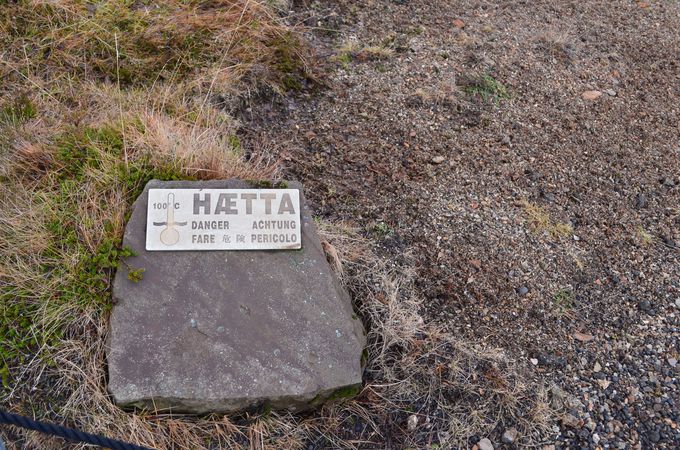 100°C HÆTTA
DANGER ACHTUNG
FARE 危険 PERICOLO